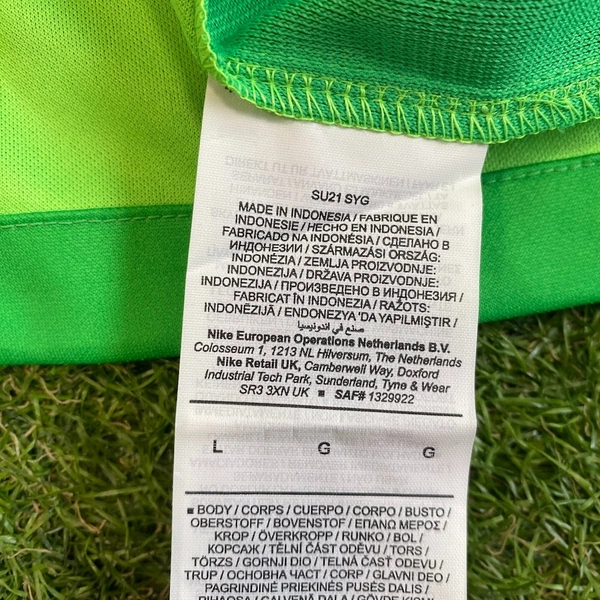 SU21 SYG
MADE IN INDONESIA / FABRIQUE EN
INDONESIE / HECHO EN INDONESIA /
FABRICADO NA INDONÉSIA / СДЕЛАНО В
ИНДОНЕЗИИ / SZÁRMAZÁSI ORSZÁG:
INDONÉZIA / ZEMLJA PROIZVODNJE:
INDONEZIJA / DRŽAVA PROIZVODNJE:
INDONEZIJA / ПРОИЗВЕДЕНО В ИНДОНЕЗИЯ /
FABRICAT ÎN INDONEZIA / RAŽOTS:
INDONĒZIJĀ / ENDONEZYA 'DA YAPILMIŞTIR /
صنع في اندونيسيا
Nike European Operations Netherlands B.V.
Colosseum 1, 1213 NL Hilversum, The Netherlands
Nike Retail UK, Camberwell Way, Doxford
Industrial Tech Park, Sunderland, Tyne & Wear
SR3 3XN UK ■ SAF# 1329922
L G G
■ BODY / CORPS / CUERPO / CORPO / BUSTO /
OBERSTOFF / BOVENSTOF / ΕΠΑΝΩ ΜΕΡΟΣ /
KROP / ÖVERKROPP / RUNKO / BOL /
КОРСАЖ / TĚLNÍ ČÁST ODĚVU / TORS /
TÖRZS / GORNJI DIO / TELNÁ ČASŤ ODEVU /
TRUP / ОСНОВНА ЧАСТ / CORP / GLAVNI DEO /
PAGRINDINĖ PRIEKINĖS PUSĖS DALIS /
PIHAOSA / GALVENĀ DAĻA / GÖVDE KISMI